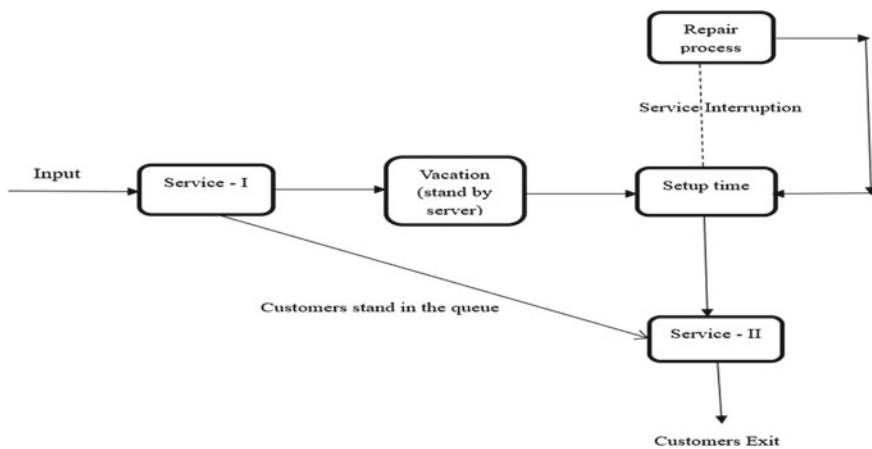 Repair
process
Service Interruption
Input
Service - I
Vacation
(stand by
server)
Setup time
Customers stand in the queue
Service - II
Customers Exit